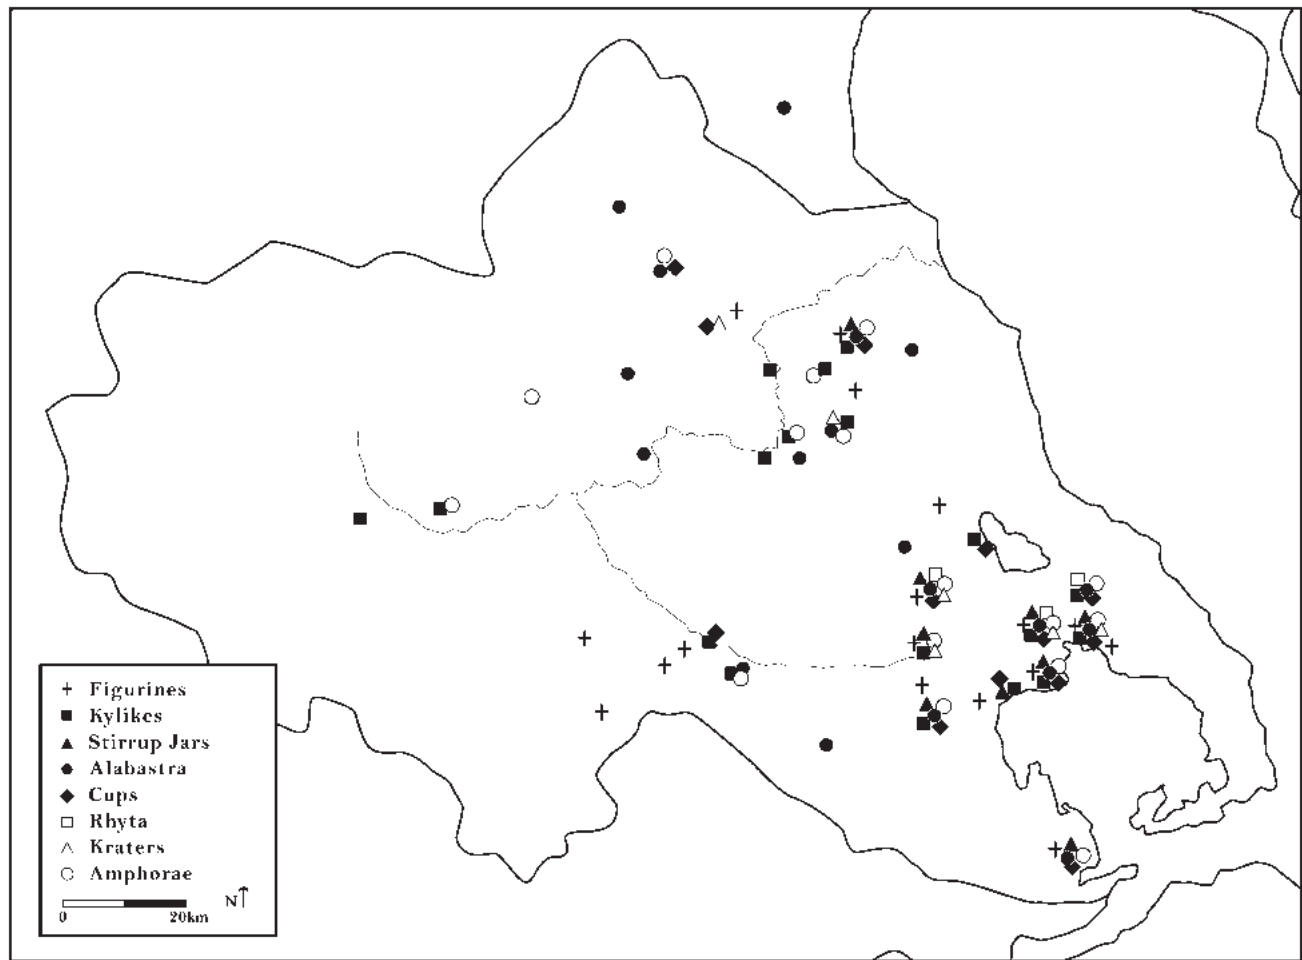 Figurines
Kylikes
Stirrup Jars
Alabastra
Cups
Rhyta
Kraters
Amphorae
N
0 20km